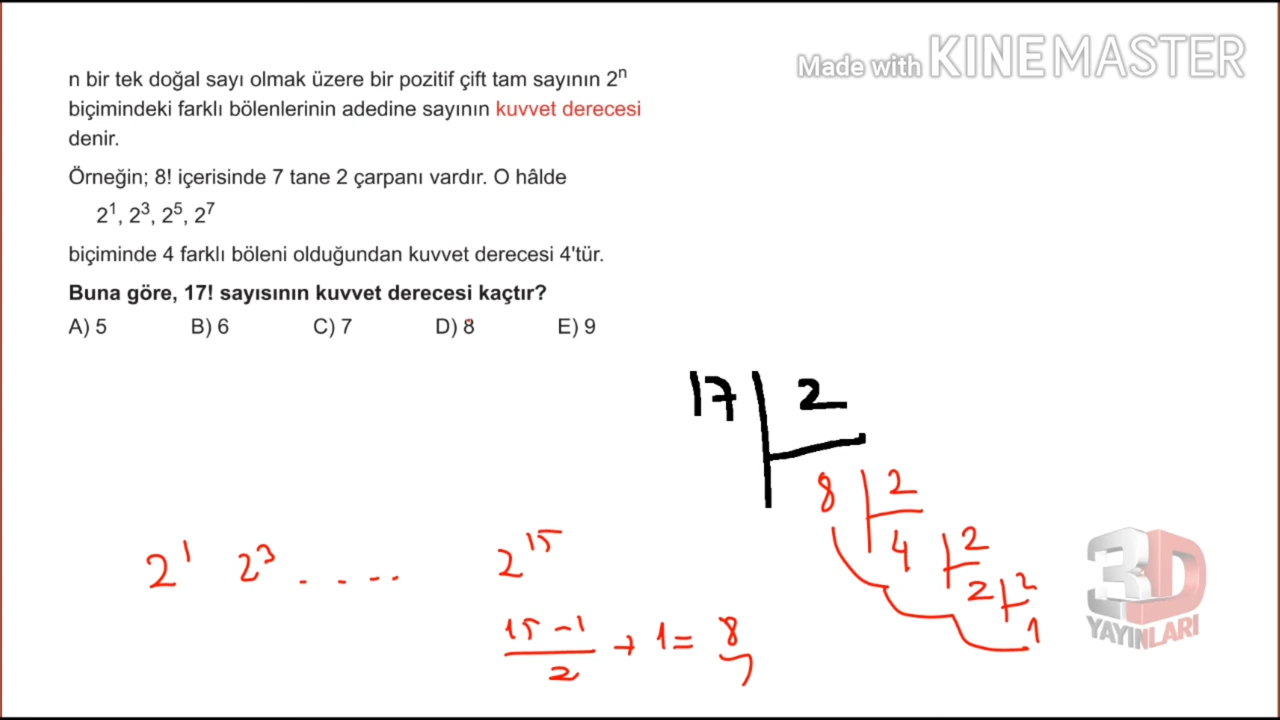 Made with KINEMASTER
n bir tek doğal sayı olmak üzere bir pozitif çift tam sayının 2ⁿ
biçimindeki farklı bölenlerinin adedine sayının kuvvet derecesi
denir.
Örneğin; 8! içerisinde 7 tane 2 çarpanı vardır. O hâlde
2¹, 2³, 2⁵, 2⁷
biçiminde 4 farklı böleni olduğundan kuvvet derecesi 4'tür.
Buna göre, 17! sayısının kuvvet derecesi kaçtır?
A) 5 B) 6 C) 7 D) 8 E) 9
17 2
8 2
4 2
2 2
1
2¹ 2³ . . . . 2¹⁵
15 - 1
2
+ 1 = 8
3D
YAYINLARI